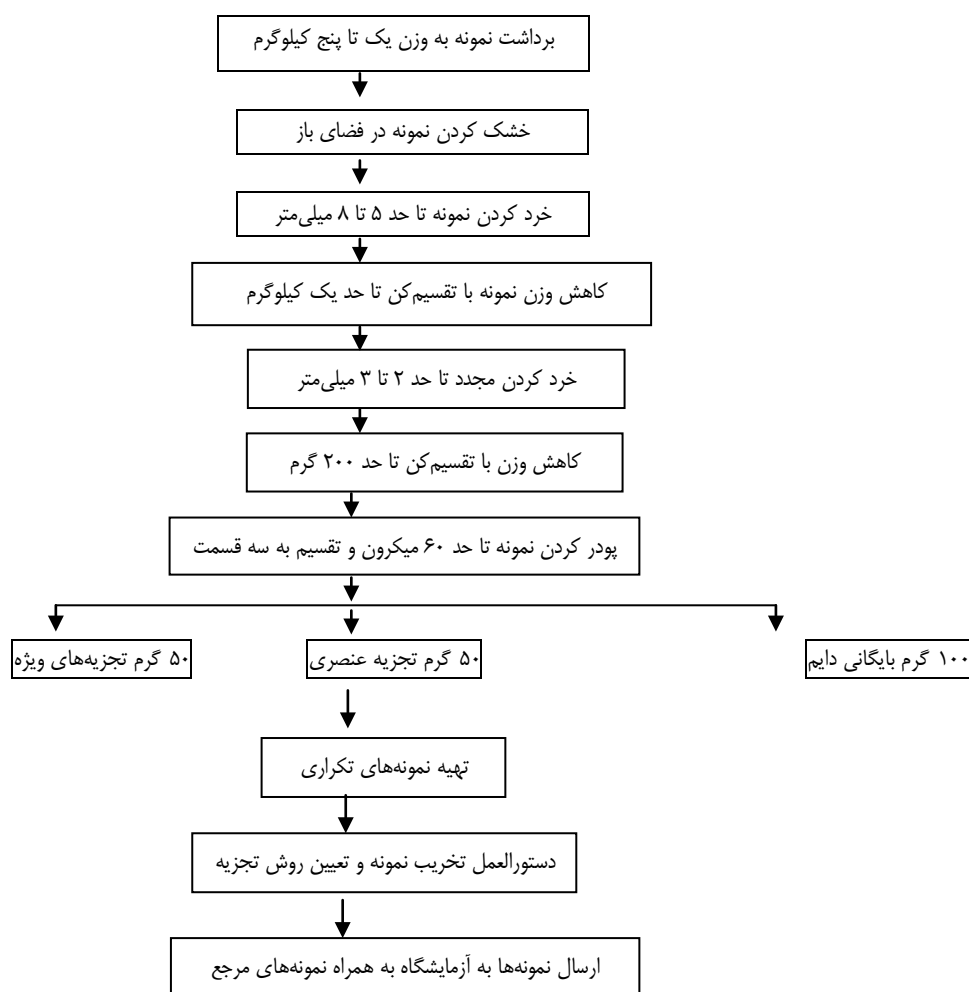 برداشت نمونه به وزن یک تا پنج کیلوگرم
خشک کردن نمونه در فضای باز
خرد کردن نمونه تا حد ۵ تا ۸ میلی‌متر
کاهش وزن نمونه با تقسیم‌کن تا حد یک کیلوگرم
خرد کردن مجدد تا حد ۲ تا ۳ میلی‌متر
کاهش وزن با تقسیم‌کن تا حد ۲۰۰ گرم
پودر کردن نمونه تا حد ۶۰ میکرون و تقسیم به سه قسمت
۱۰۰ گرم بایگانی دایم
۵۰ گرم تجزیه عنصری
۵۰ گرم تجزیه‌های ویژه
تهیه نمونه‌های تکراری
دستورالعمل تخریب نمونه و تعیین روش تجزیه
ارسال نمونه‌ها به آزمایشگاه به همراه نمونه‌های مرجع